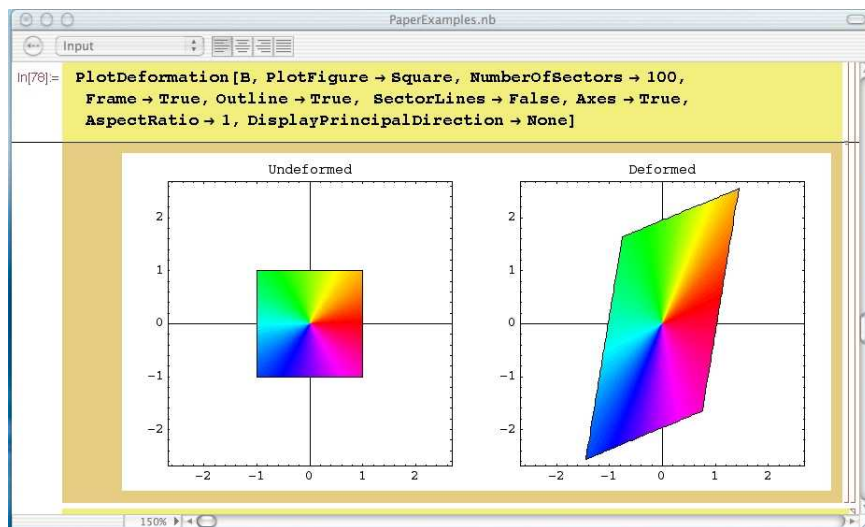 PaperExamples.nb
Input
In[78]:= PlotDeformation[B, PlotFigure → Square, NumberOfSectors → 100,
Frame → True, Outline → True, SectorLines → False, Axes → True,
AspectRatio → 1, DisplayPrincipalDirection → None]
Undeformed
2
1
0
-1
-2
-2 -1 0 1 2
Deformed
2
1
0
-1
-2
-2 -1 0 1 2
150%